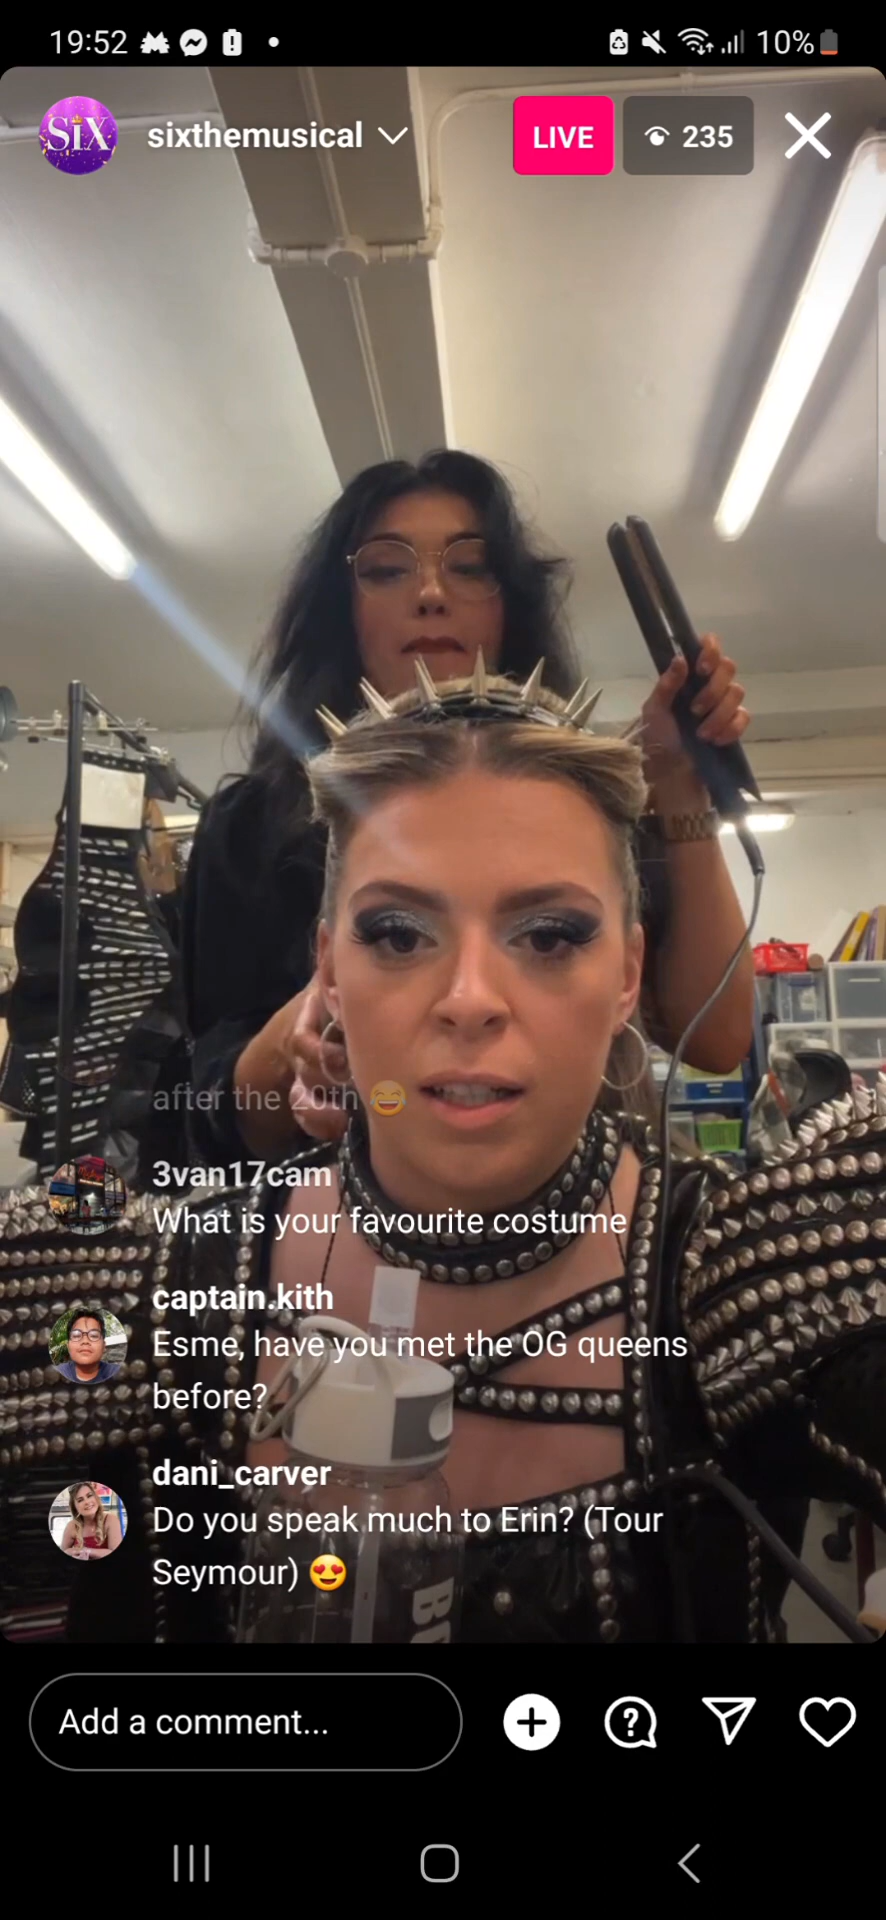 19:52
10%
SiX
sixthemusical
LIVE
235
after the 20th 😂
3van17cam
What is your favourite costume
captain.kith
Esme, have you met the OG queens
before?
dani_carver
Do you speak much to Erin? (Tour
Seymour) 😍
Add a comment...